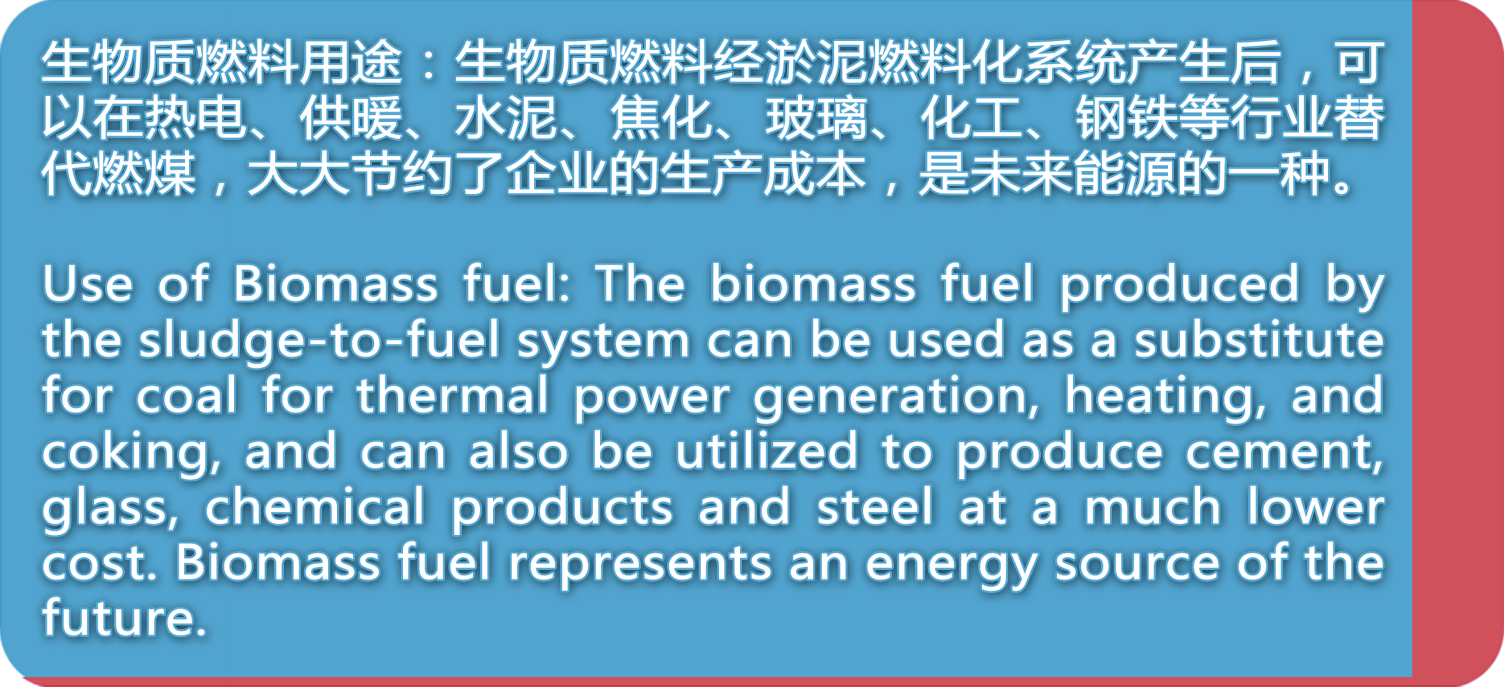 生物质燃料用途：生物质燃料经淤泥燃料化系统产生后，可
以在热电、供暖、水泥、焦化、玻璃、化工、钢铁等行业替
代燃煤，大大节约了企业的生产成本，是未来能源的一种。
Use of Biomass fuel: The biomass fuel produced by
the sludge-to-fuel system can be used as a substitute
for coal for thermal power generation, heating, and
coking, and can also be utilized to produce cement,
glass, chemical products and steel at a much lower
cost. Biomass fuel represents an energy source of the
future.